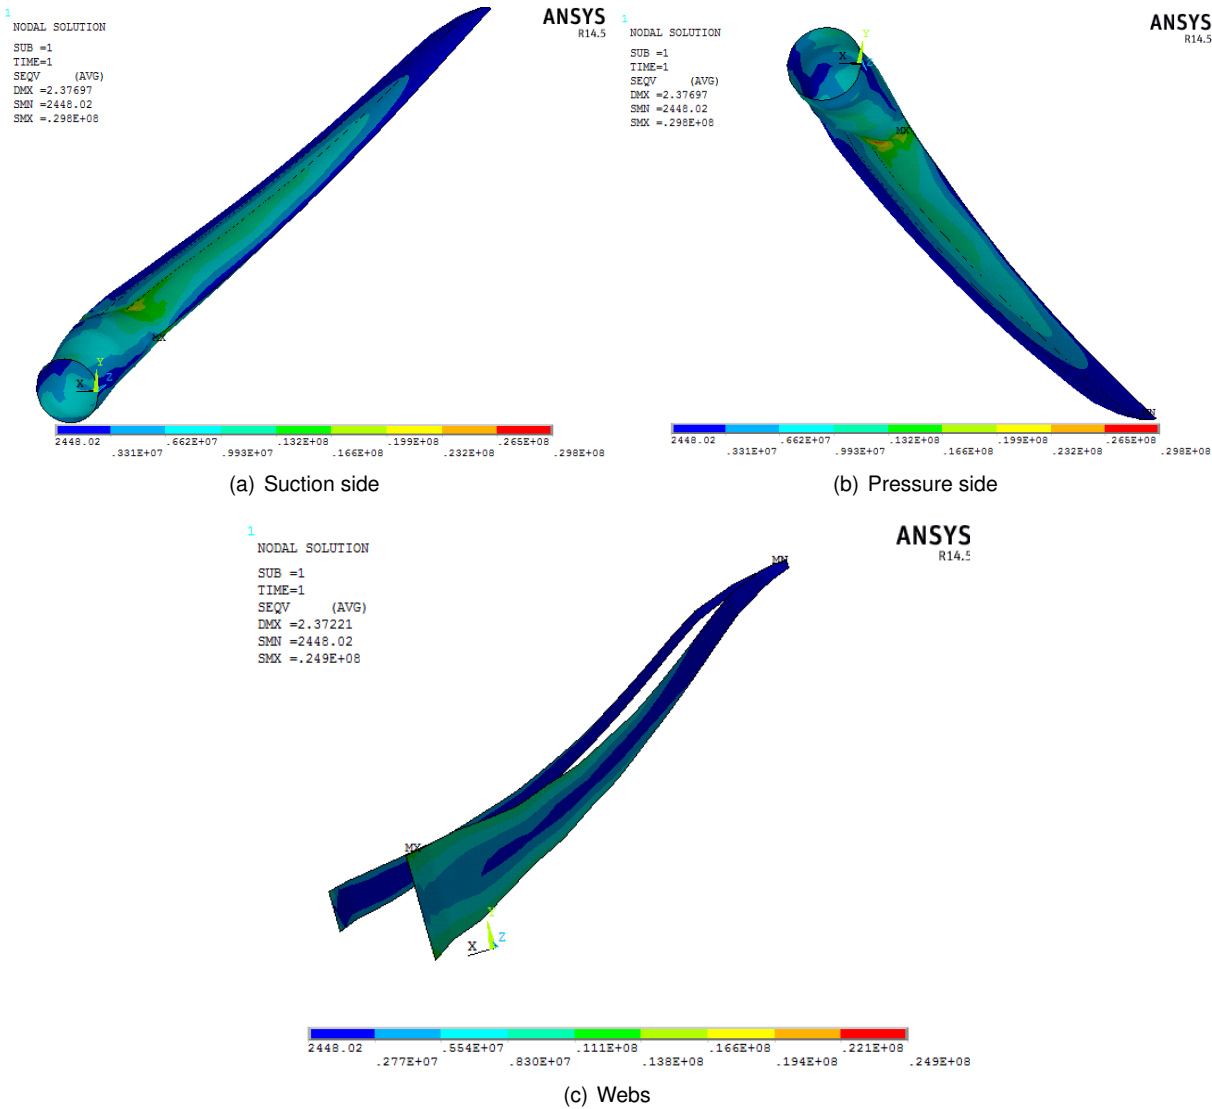 1
NODAL SOLUTION
SUB =1
TIME=1
SEQV (AVG)
DMX =2.37697
SMN =2448.02
SMX =.298E+08
ANSYS
R14.5
MX
Y
Z
X
2448.02 .662E+07 .132E+08 .199E+08 .265E+08
.331E+07 .993E+07 .166E+08 .232E+08 .298E+08
(a) Suction side
1
NODAL SOLUTION
SUB =1
TIME=1
SEQV (AVG)
DMX =2.37697
SMN =2448.02
SMX =.298E+08
ANSYS
R14.5
Y
X
MX
MN
2448.02 .662E+07 .132E+08 .199E+08 .265E+08
.331E+07 .993E+07 .166E+08 .232E+08 .298E+08
(b) Pressure side
1
NODAL SOLUTION
SUB =1
TIME=1
SEQV (AVG)
DMX =2.37221
SMN =2448.02
SMX =.249E+08
ANSYS
R14.5
MN
MX
Y
Z
X
2448.02 .554E+07 .111E+08 .166E+08 .221E+08
.277E+07 .830E+07 .138E+08 .194E+08 .249E+08
(c) Webs